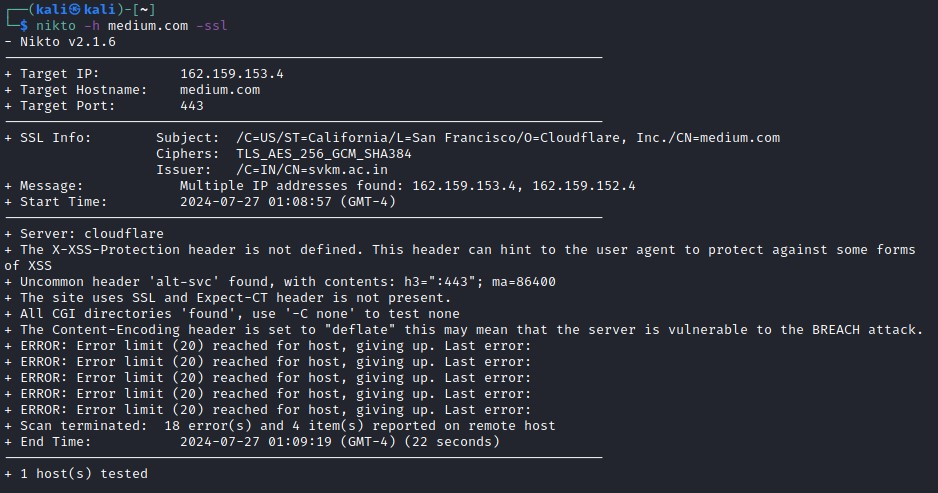 ┌──(kali㉿kali)-[~]
└─$ nikto -h medium.com -ssl
- Nikto v2.1.6
+ Target IP: 162.159.153.4
+ Target Hostname: medium.com
+ Target Port: 443
+ SSL Info: Subject: /C=US/ST=California/L=San Francisco/O=Cloudflare, Inc./CN=medium.com
Ciphers: TLS_AES_256_GCM_SHA384
Issuer: /C=IN/CN=svkm.ac.in
+ Message: Multiple IP addresses found: 162.159.153.4, 162.159.152.4
+ Start Time: 2024-07-27 01:08:57 (GMT-4)
+ Server: cloudflare
+ The X-XSS-Protection header is not defined. This header can hint to the user agent to protect against some forms
of XSS
+ Uncommon header 'alt-svc' found, with contents: h3=":443"; ma=86400
+ The site uses SSL and Expect-CT header is not present.
+ All CGI directories 'found', use '-C none' to test none
+ The Content-Encoding header is set to "deflate" this may mean that the server is vulnerable to the BREACH attack.
+ ERROR: Error limit (20) reached for host, giving up. Last error:
+ ERROR: Error limit (20) reached for host, giving up. Last error:
+ ERROR: Error limit (20) reached for host, giving up. Last error:
+ ERROR: Error limit (20) reached for host, giving up. Last error:
+ ERROR: Error limit (20) reached for host, giving up. Last error:
+ Scan terminated: 18 error(s) and 4 item(s) reported on remote host
+ End Time: 2024-07-27 01:09:19 (GMT-4) (22 seconds)
+ 1 host(s) tested